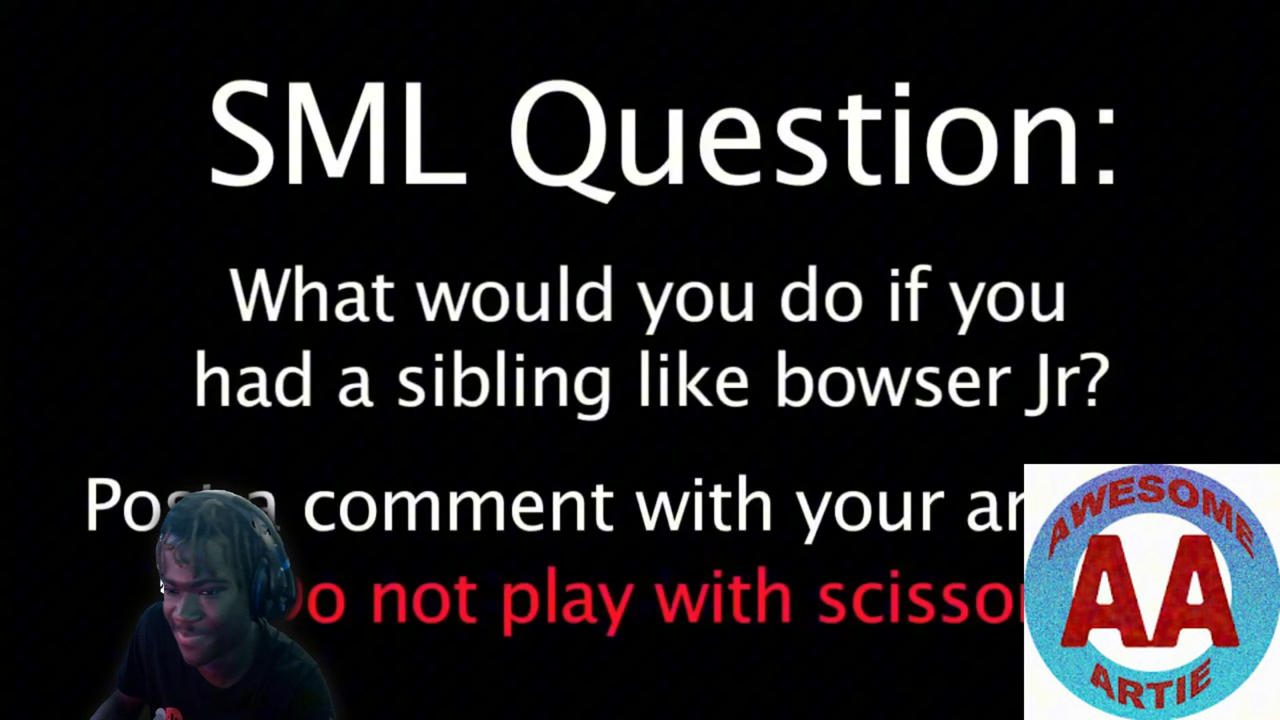 SML Question:
What would you do if you
had a sibling like bowser Jr?
comment with your
not play with
AWESOME
AA
ARTIE